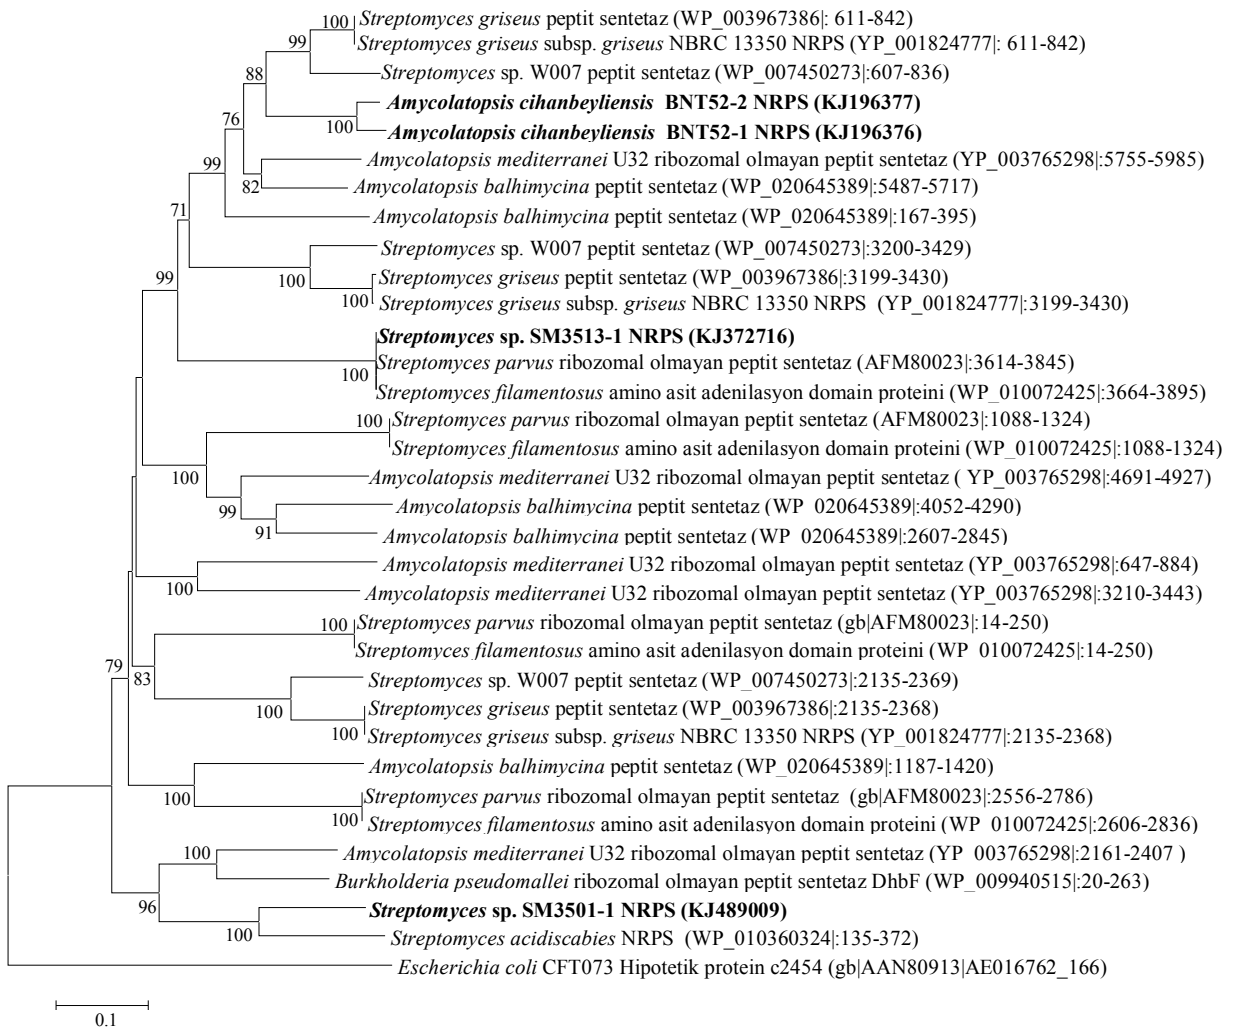 100 Streptomyces griseus peptit sentetaz (WP_003967386|: 611-842)
99 Streptomyces griseus subsp. griseus NBRC 13350 NRPS (YP_001824777|: 611-842)
88 Streptomyces sp. W007 peptit sentetaz (WP_007450273|:607-836)
Amycolatopsis cihanbeyliensis BNT52-2 NRPS (KJ196377)
76 100 Amycolatopsis cihanbeyliensis BNT52-1 NRPS (KJ196376)
99 Amycolatopsis mediterranei U32 ribozomal olmayan peptit sentetaz (YP_003765298|:5755-5985)
82 Amycolatopsis balhimycina peptit sentetaz (WP_020645389|:5487-5717)
71 Amycolatopsis balhimycina peptit sentetaz (WP_020645389|:167-395)
Streptomyces sp. W007 peptit sentetaz (WP_007450273|:3200-3429)
99 100 Streptomyces griseus peptit sentetaz (WP_003967386|:3199-3430)
100 Streptomyces griseus subsp. griseus NBRC 13350 NRPS (YP_001824777|:3199-3430)
Streptomyces sp. SM3513-1 NRPS (KJ372716)
100 Streptomyces parvus ribozomal olmayan peptit sentetaz (AFM80023|:3614-3845)
Streptomyces filamentosus amino asit adenilasyon domain proteini (WP_010072425|:3664-3895)
100 Streptomyces parvus ribozomal olmayan peptit sentetaz (AFM80023|:1088-1324)
Streptomyces filamentosus amino asit adenilasyon domain proteini (WP_010072425|:1088-1324)
100 Amycolatopsis mediterranei U32 ribozomal olmayan peptit sentetaz ( YP_003765298|:4691-4927)
99 Amycolatopsis balhimycina peptit sentetaz (WP_020645389|:4052-4290)
91 Amycolatopsis balhimycina peptit sentetaz (WP_020645389|:2607-2845)
Amycolatopsis mediterranei U32 ribozomal olmayan peptit sentetaz (YP_003765298|:647-884)
100 Amycolatopsis mediterranei U32 ribozomal olmayan peptit sentetaz (YP_003765298|:3210-3443)
100 Streptomyces parvus ribozomal olmayan peptit sentetaz (gb|AFM80023|:14-250)
Streptomyces filamentosus amino asit adenilasyon domain proteini (WP_010072425|:14-250)
79 83 Streptomyces sp. W007 peptit sentetaz (WP_007450273|:2135-2369)
100 Streptomyces griseus peptit sentetaz (WP_003967386|:2135-2368)
100 Streptomyces griseus subsp. griseus NBRC 13350 NRPS (YP_001824777|:2135-2368)
Amycolatopsis balhimycina peptit sentetaz (WP_020645389|:1187-1420)
100 Streptomyces parvus ribozomal olmayan peptit sentetaz (gb|AFM80023|:2556-2786)
100 Streptomyces filamentosus amino asit adenilasyon domain proteini (WP_010072425|:2606-2836)
100 Amycolatopsis mediterranei U32 ribozomal olmayan peptit sentetaz (YP_003765298|:2161-2407 )
Burkholderia pseudomallei ribozomal olmayan peptit sentetaz DhbF (WP_009940515|:20-263)
96 Streptomyces sp. SM3501-1 NRPS (KJ489009)
100 Streptomyces acidiscabies NRPS (WP_010360324|:135-372)
Escherichia coli CFT073 Hipotetik protein c2454 (gb|AAN80913|AE016762_166)
0.1